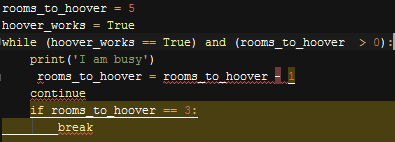 rooms_to_hoover = 5
hoover_works = True
while (hoover_works == True) and (rooms_to_hoover  > 0):
    print('I am busy')
     rooms_to_hoover = rooms_to_hoover - 1
    continue
    if rooms_to_hoover == 3:
        break